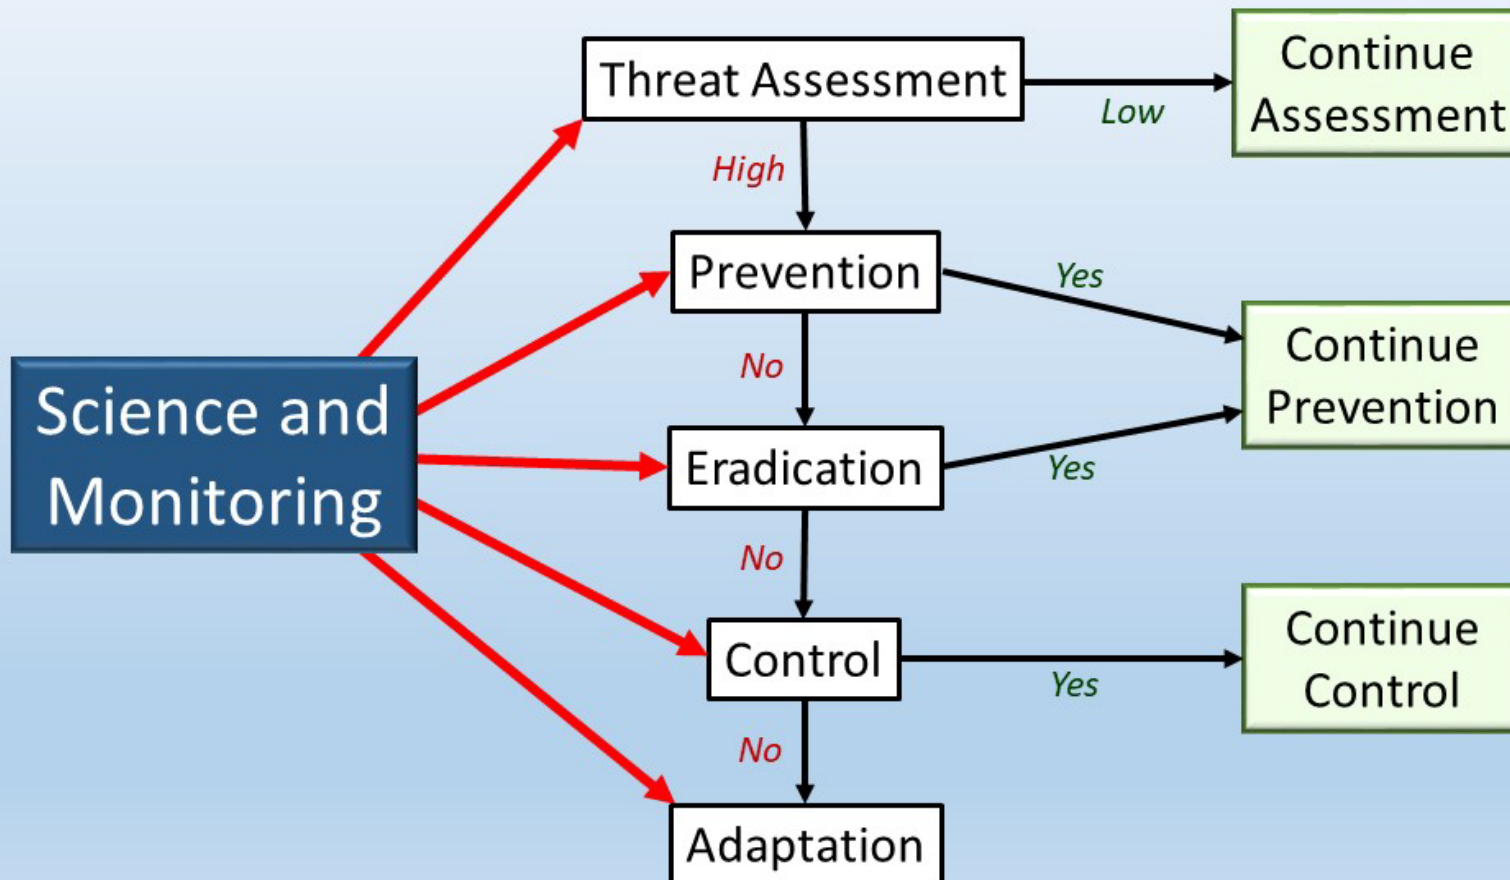 Threat Assessment
Low
Continue
Assessment
High
Prevention
Yes
Continue
Prevention
No
Science and
Monitoring
Eradication
Yes
No
Control
Yes
Continue
Control
No
Adaptation